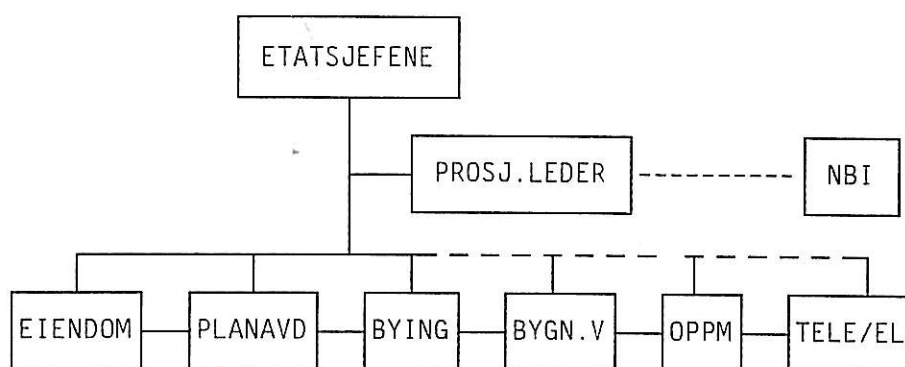 ETATSJEFENE
PROSJ.LEDER
NBI
EIENDOM
PLANAVD
BYING
BYGN.V
OPPM
TELE/EL